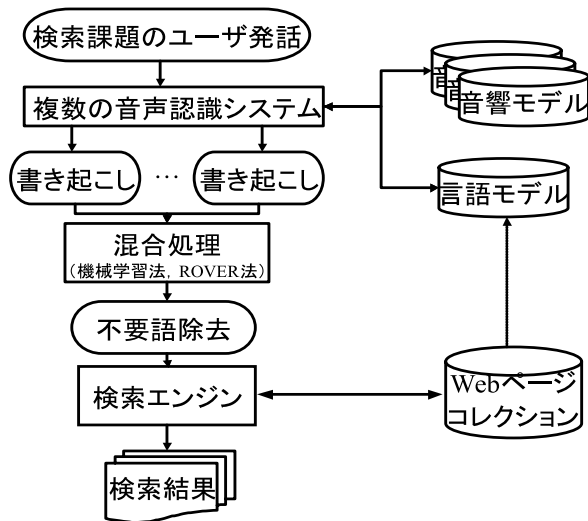 検索課題のユーザ発話
複数の音声認識システム
音
音
音響モデル
書き起こし
…
書き起こし
言語モデル
混合処理
(機械学習法, ROVER法)
不要語除去
検索エンジン
Webページ
コレクション
検索結果